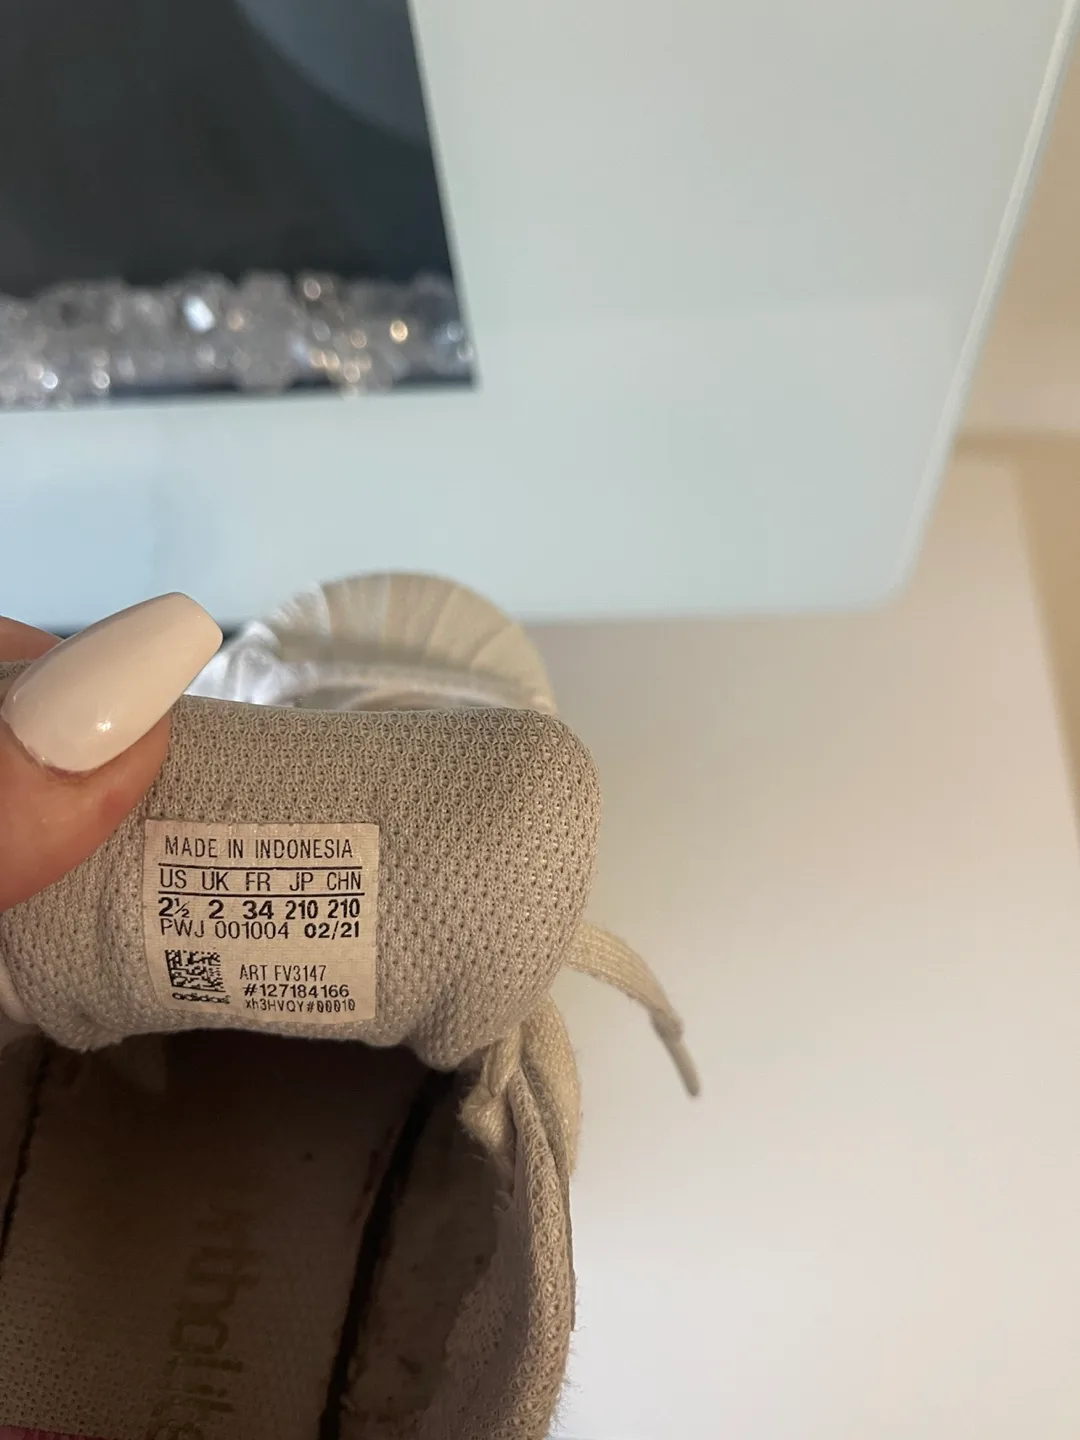 MADE IN INDONESIA
US UK FR JP CHN
2½ 2 34 210 210
PWJ 001004 02/21
ART FV3147
#127184166
adidas xh3HVQY#00010